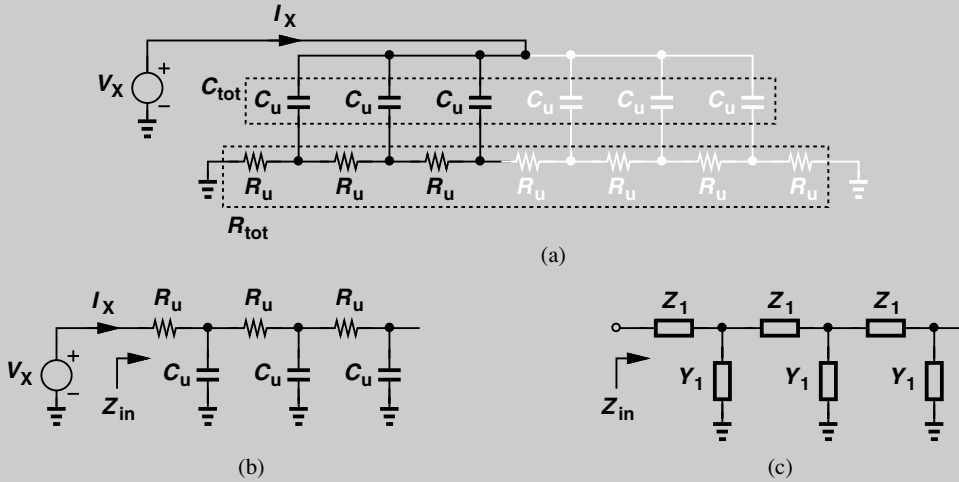 I_X
V_X
+
−
C_tot
C_u C_u C_u C_u C_u C_u
R_u R_u R_u R_u R_u R_u R_u
R_tot
(a)
I_X R_u R_u R_u
V_X
+
−
C_u C_u C_u
Z_in
(b)
Z_1 Z_1 Z_1
Y_1 Y_1 Y_1
Z_in
(c)